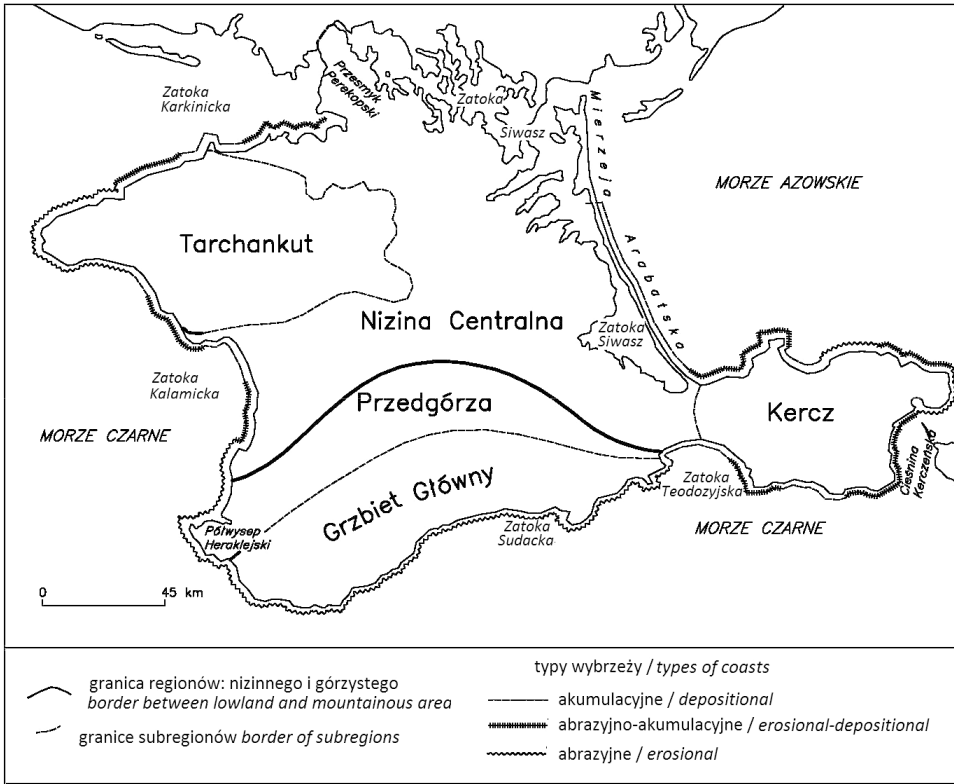 Zatoka
Karkinicka
Przesmyk
Perekopski
Zatoka
Siwasz
Mierzeja
Arabatska
MORZE AZOWSKIE
Tarchankut
Nizina Centralna
Zatoka
Siwasz
Zatoka
Kalamicka
Przedgórza
Kercz
MORZE CZARNE
Grzbiet Główny
Zatoka
Teodozyjska
Cieśnina
Kerczeńska
Półwysep
Heraklejski
Zatoka
Sudacka
MORZE CZARNE
0 45 km
granica regionów: nizinnego i górzystego
border between lowland and mountainous area
granice subregionów border of subregions
typy wybrzeży / types of coasts
akumulacyjne / depositional
abrazyjno-akumulacyjne / erosional-depositional
abrazyjne / erosional